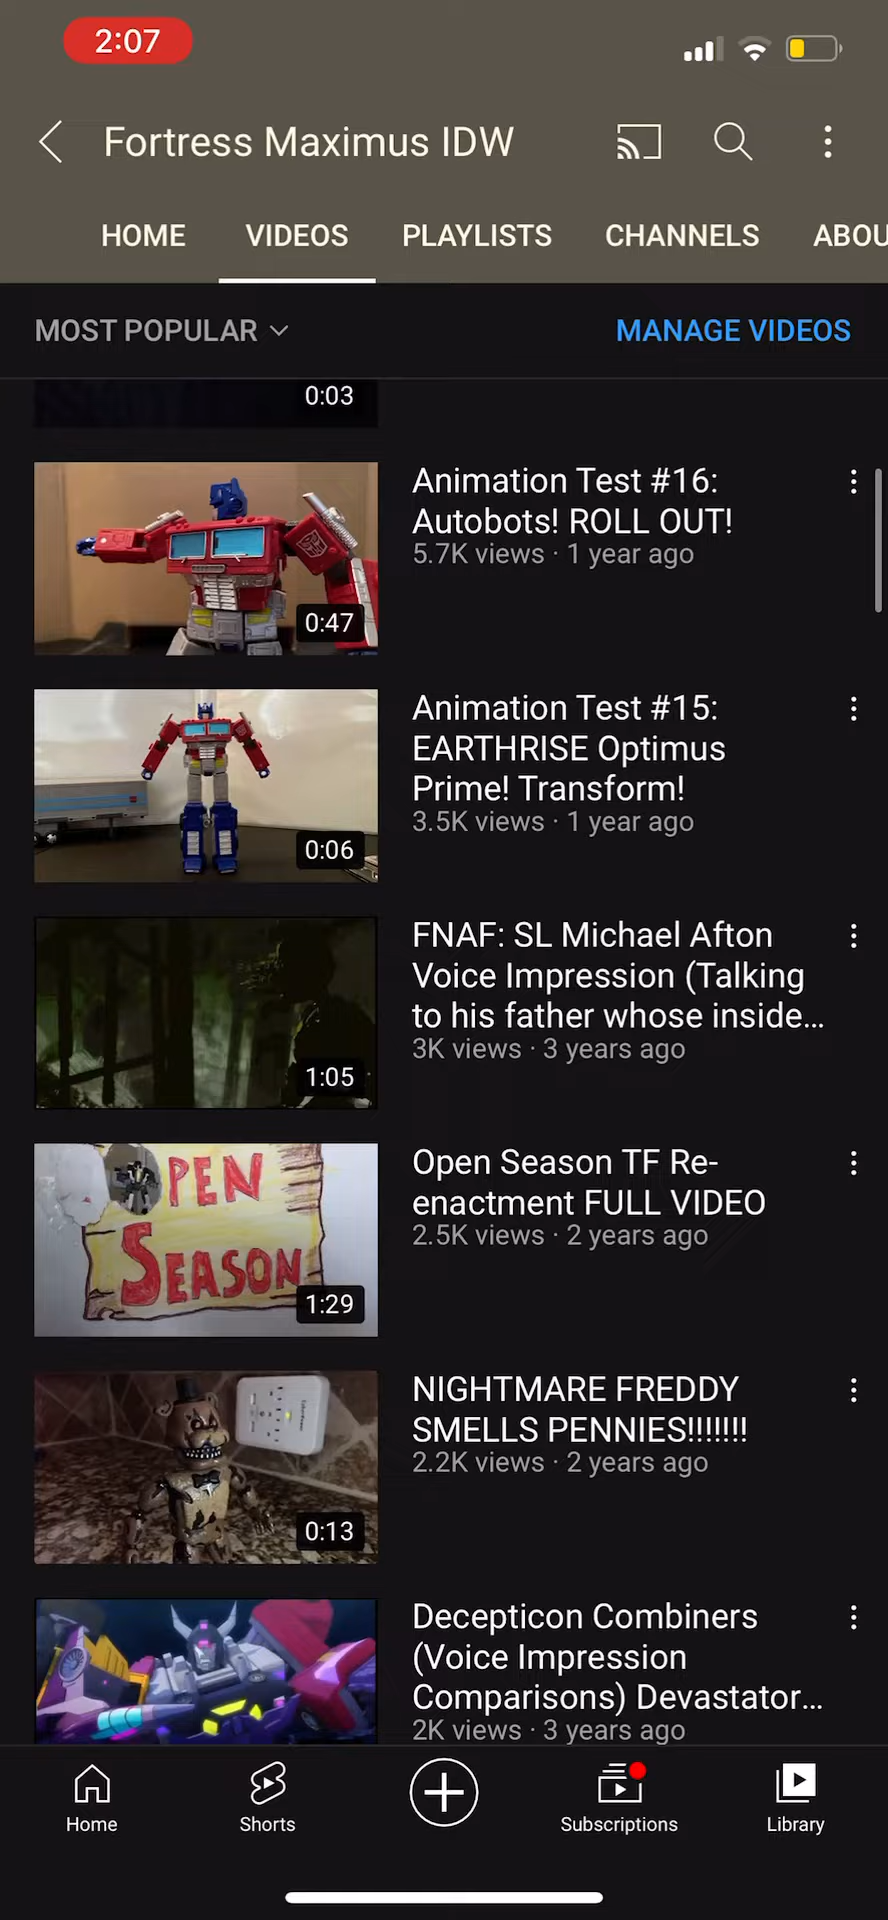 2:07
Fortress Maximus IDW
HOME VIDEOS PLAYLISTS CHANNELS ABOU
MOST POPULAR MANAGE VIDEOS
0:03
Animation Test #16:
Autobots! ROLL OUT!
5.7K views · 1 year ago
0:47
Animation Test #15:
EARTHRISE Optimus
Prime! Transform!
3.5K views · 1 year ago
0:06
FNAF: SL Michael Afton
Voice Impression (Talking
to his father whose inside...
3K views · 3 years ago
1:05
PEN
SEASON
1:29
Open Season TF Re-
enactment FULL VIDEO
2.5K views · 2 years ago
NIGHTMARE FREDDY
SMELLS PENNIES!!!!!!!
2.2K views · 2 years ago
0:13
Decepticon Combiners
(Voice Impression
Comparisons) Devastator...
2K views · 3 years ago
Home Shorts Subscriptions Library